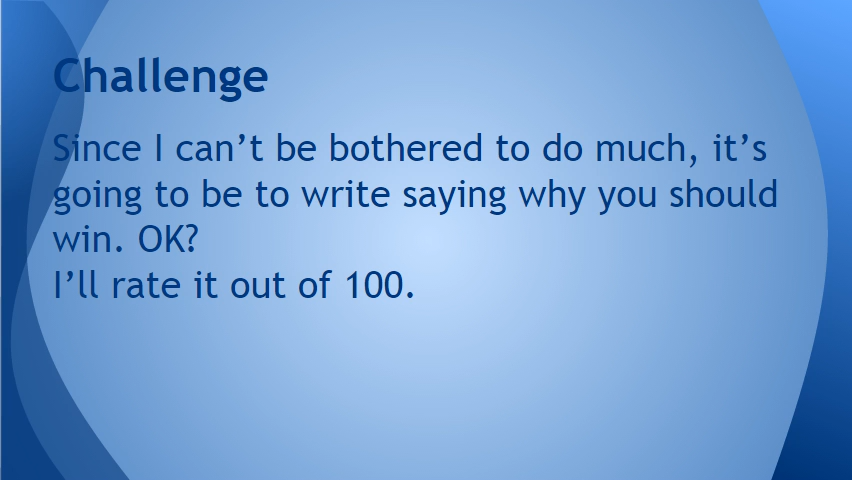 Challenge
Since I can’t be bothered to do much, it’s
going to be to write saying why you should
win. OK?
I’ll rate it out of 100.